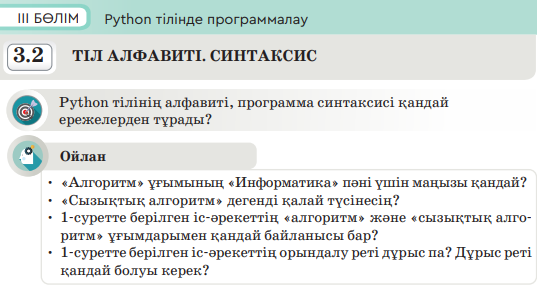 III БӨЛІМ Python тілінде программалау
3.2 ТІЛ АЛФАВИТІ. СИНТАКСИС
Python тілінің алфавиті, программа синтаксисі қандай
ережелерден тұрады?
Ойлан
• «Алгоритм» ұғымының «Информатика» пәні үшін маңызы қандай?
• «Сызықтық алгоритм» дегенді қалай түсінесің?
• 1-суретте берілген іс-әрекеттің «алгоритм» және «сызықтық алго-
ритм» ұғымдарымен қандай байланысы бар?
• 1-суретте берілген іс-әрекеттің орындалу реті дұрыс па? Дұрыс реті
қандай болуы керек?